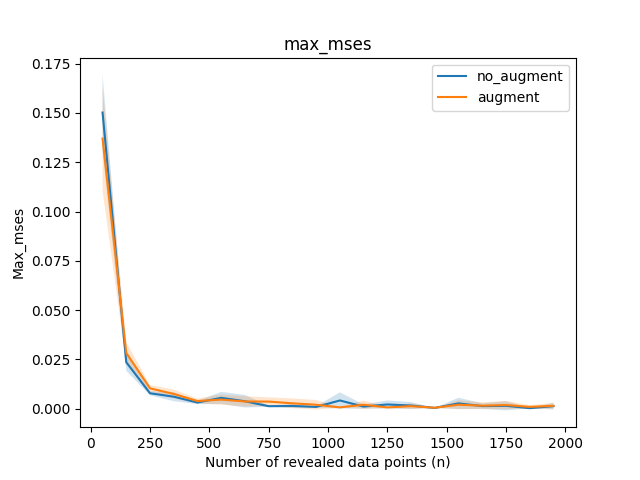 max_mses
no_augment
augment
Max_mses
0.175
0.150
0.125
0.100
0.075
0.050
0.025
0.000
0 250 500 750 1000 1250 1500 1750 2000
Number of revealed data points (n)